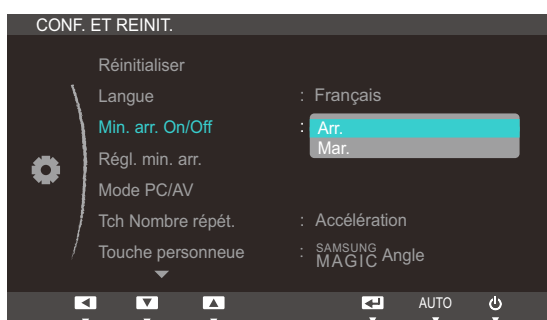 CONF. ET REINIT.
Réinitialiser
Langue : Français
Min. arr. On/Off : Arr.
Mar.
Régl. min. arr.
Mode PC/AV
Tch Nombre répét. : Accélération
Touche personneue : SAMSUNG MAGIC Angle
AUTO